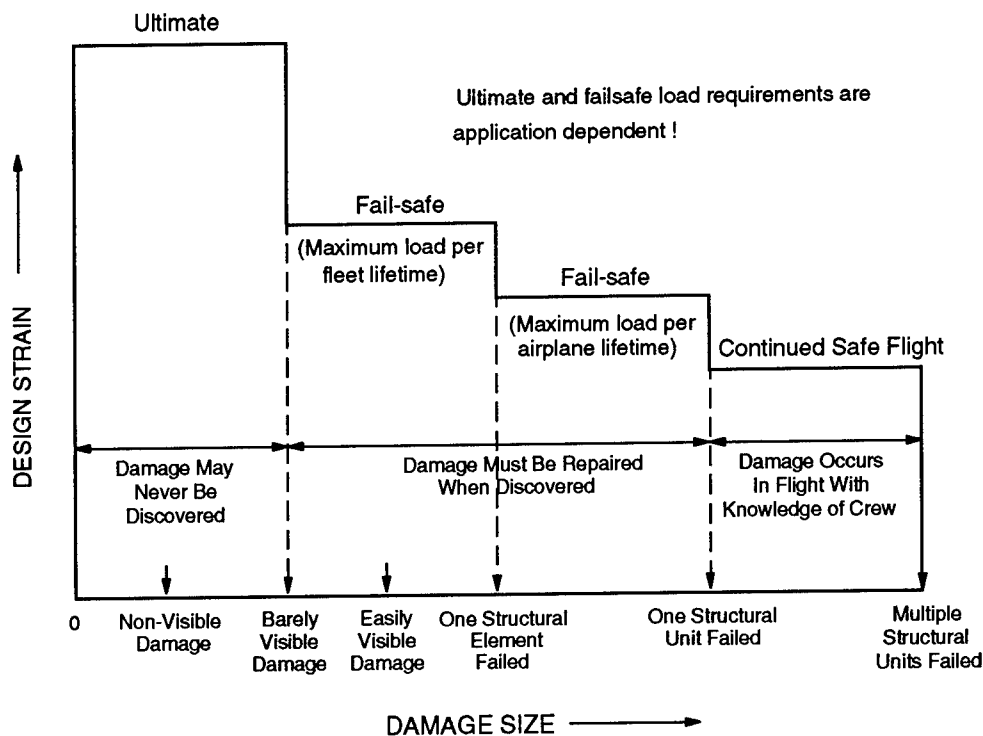 Ultimate
Ultimate and failsafe load requirements are
application dependent !
Fail-safe
(Maximum load per
fleet lifetime)
Fail-safe
(Maximum load per
airplane lifetime)
Continued Safe Flight
DESIGN STRAIN
Damage May
Never Be
Discovered
Damage Must Be Repaired
When Discovered
Damage Occurs
In Flight With
Knowledge of Crew
0
Non-Visible
Damage
Barely
Visible
Damage
Easily
Visible
Damage
One Structural
Element
Failed
One Structural
Unit Failed
Multiple
Structural
Units Failed
DAMAGE SIZE